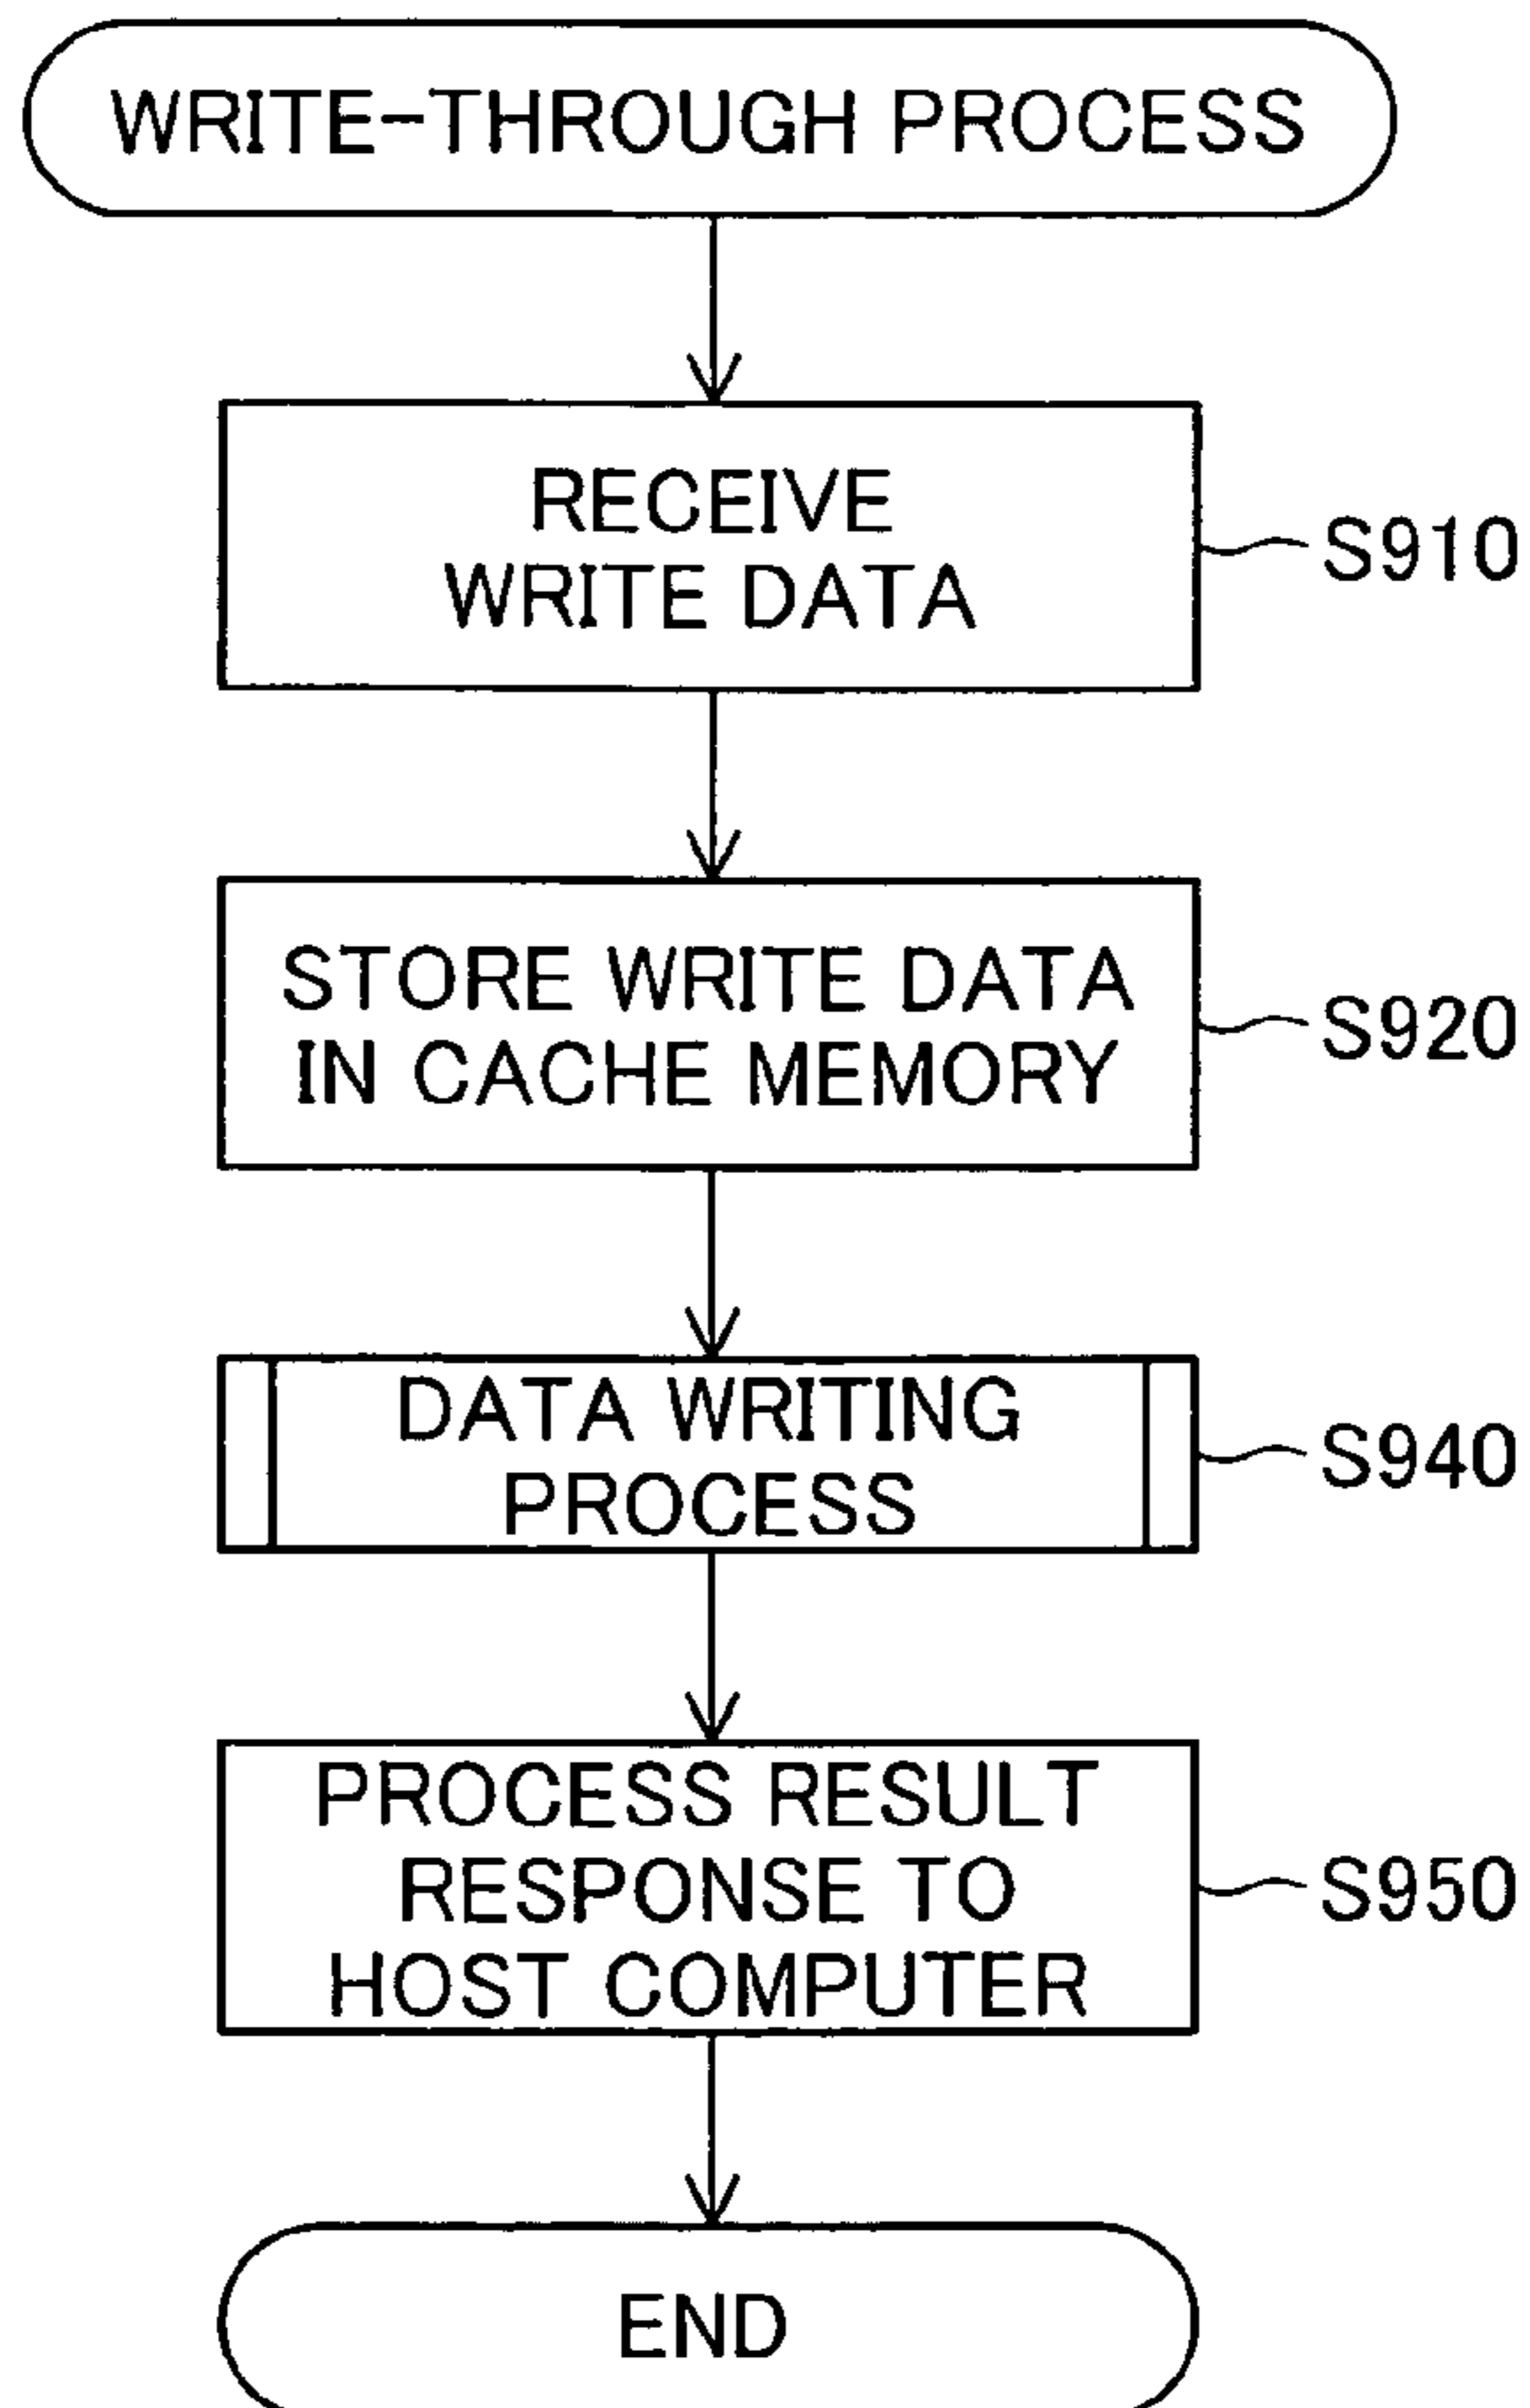 WRITE-THROUGH PROCESS
RECEIVE
WRITE DATA
S910
STORE WRITE DATA
IN CACHE MEMORY
S920
DATA WRITING
PROCESS
S940
PROCESS RESULT
RESPONSE TO
HOST COMPUTER
S950
END